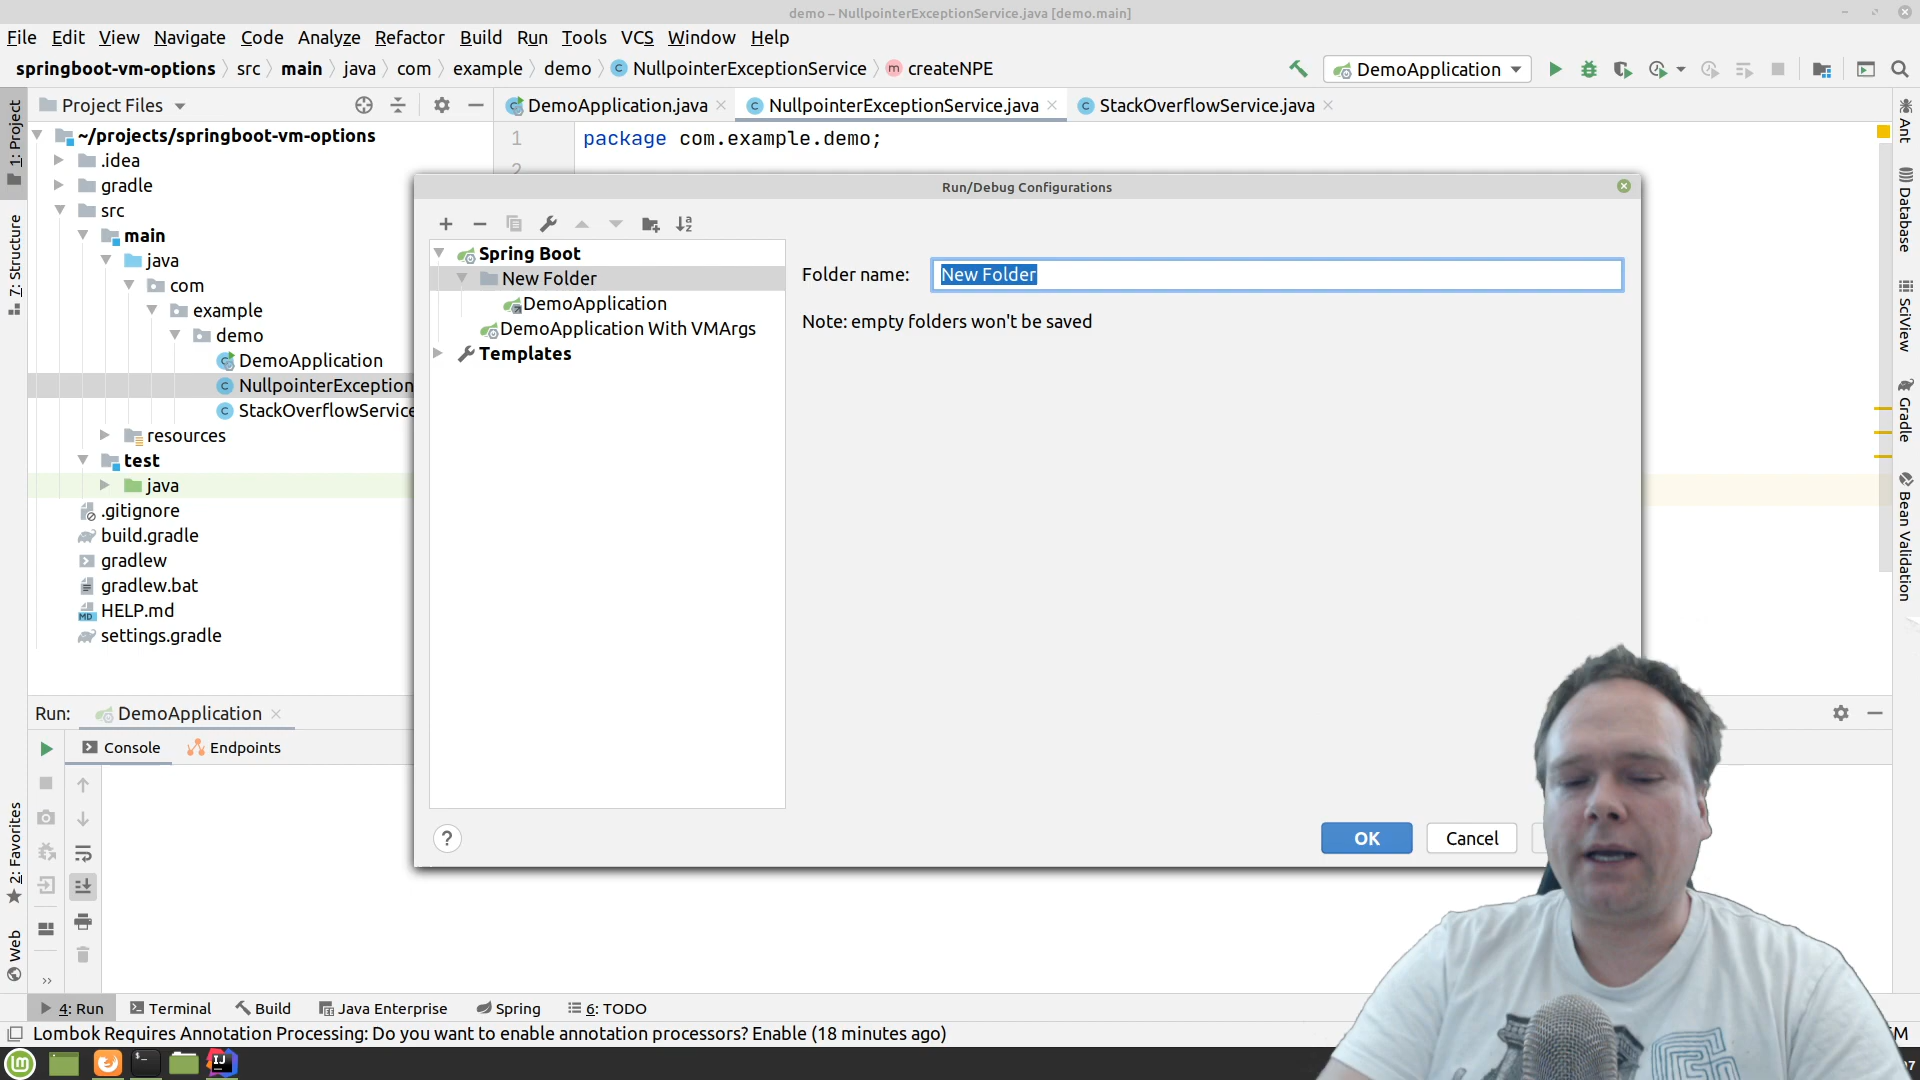 demo – NullpointerExceptionService.java [demo.main]
File Edit View Navigate Code Analyze Refactor Build Run Tools VCS Window Help
springboot-vm-options src main java com example demo NullpointerExceptionService createNPE
DemoApplication
Project Files
DemoApplication.java
NullpointerExceptionService.java
StackOverflowService.java
1: Project
7: Structure
2: Favorites
Web
~/projects/springboot-vm-options
.idea
gradle
src
main
java
com
example
demo
DemoApplication
NullpointerException
StackOverflowService
resources
test
java
.gitignore
build.gradle
gradlew
gradlew.bat
HELP.md
settings.gradle
1 package com.example.demo;
2
Run/Debug Configurations
Spring Boot
New Folder
DemoApplication
DemoApplication With VMArgs
Templates
Folder name: New Folder
Note: empty folders won't be saved
?
OK
Cancel
Ant
Database
SciView
Gradle
Bean Validation
Run: DemoApplication
Console
Endpoints
4: Run
Terminal
Build
Java Enterprise
Spring
6: TODO
Lombok Requires Annotation Processing: Do you want to enable annotation processors? Enable (18 minutes ago)